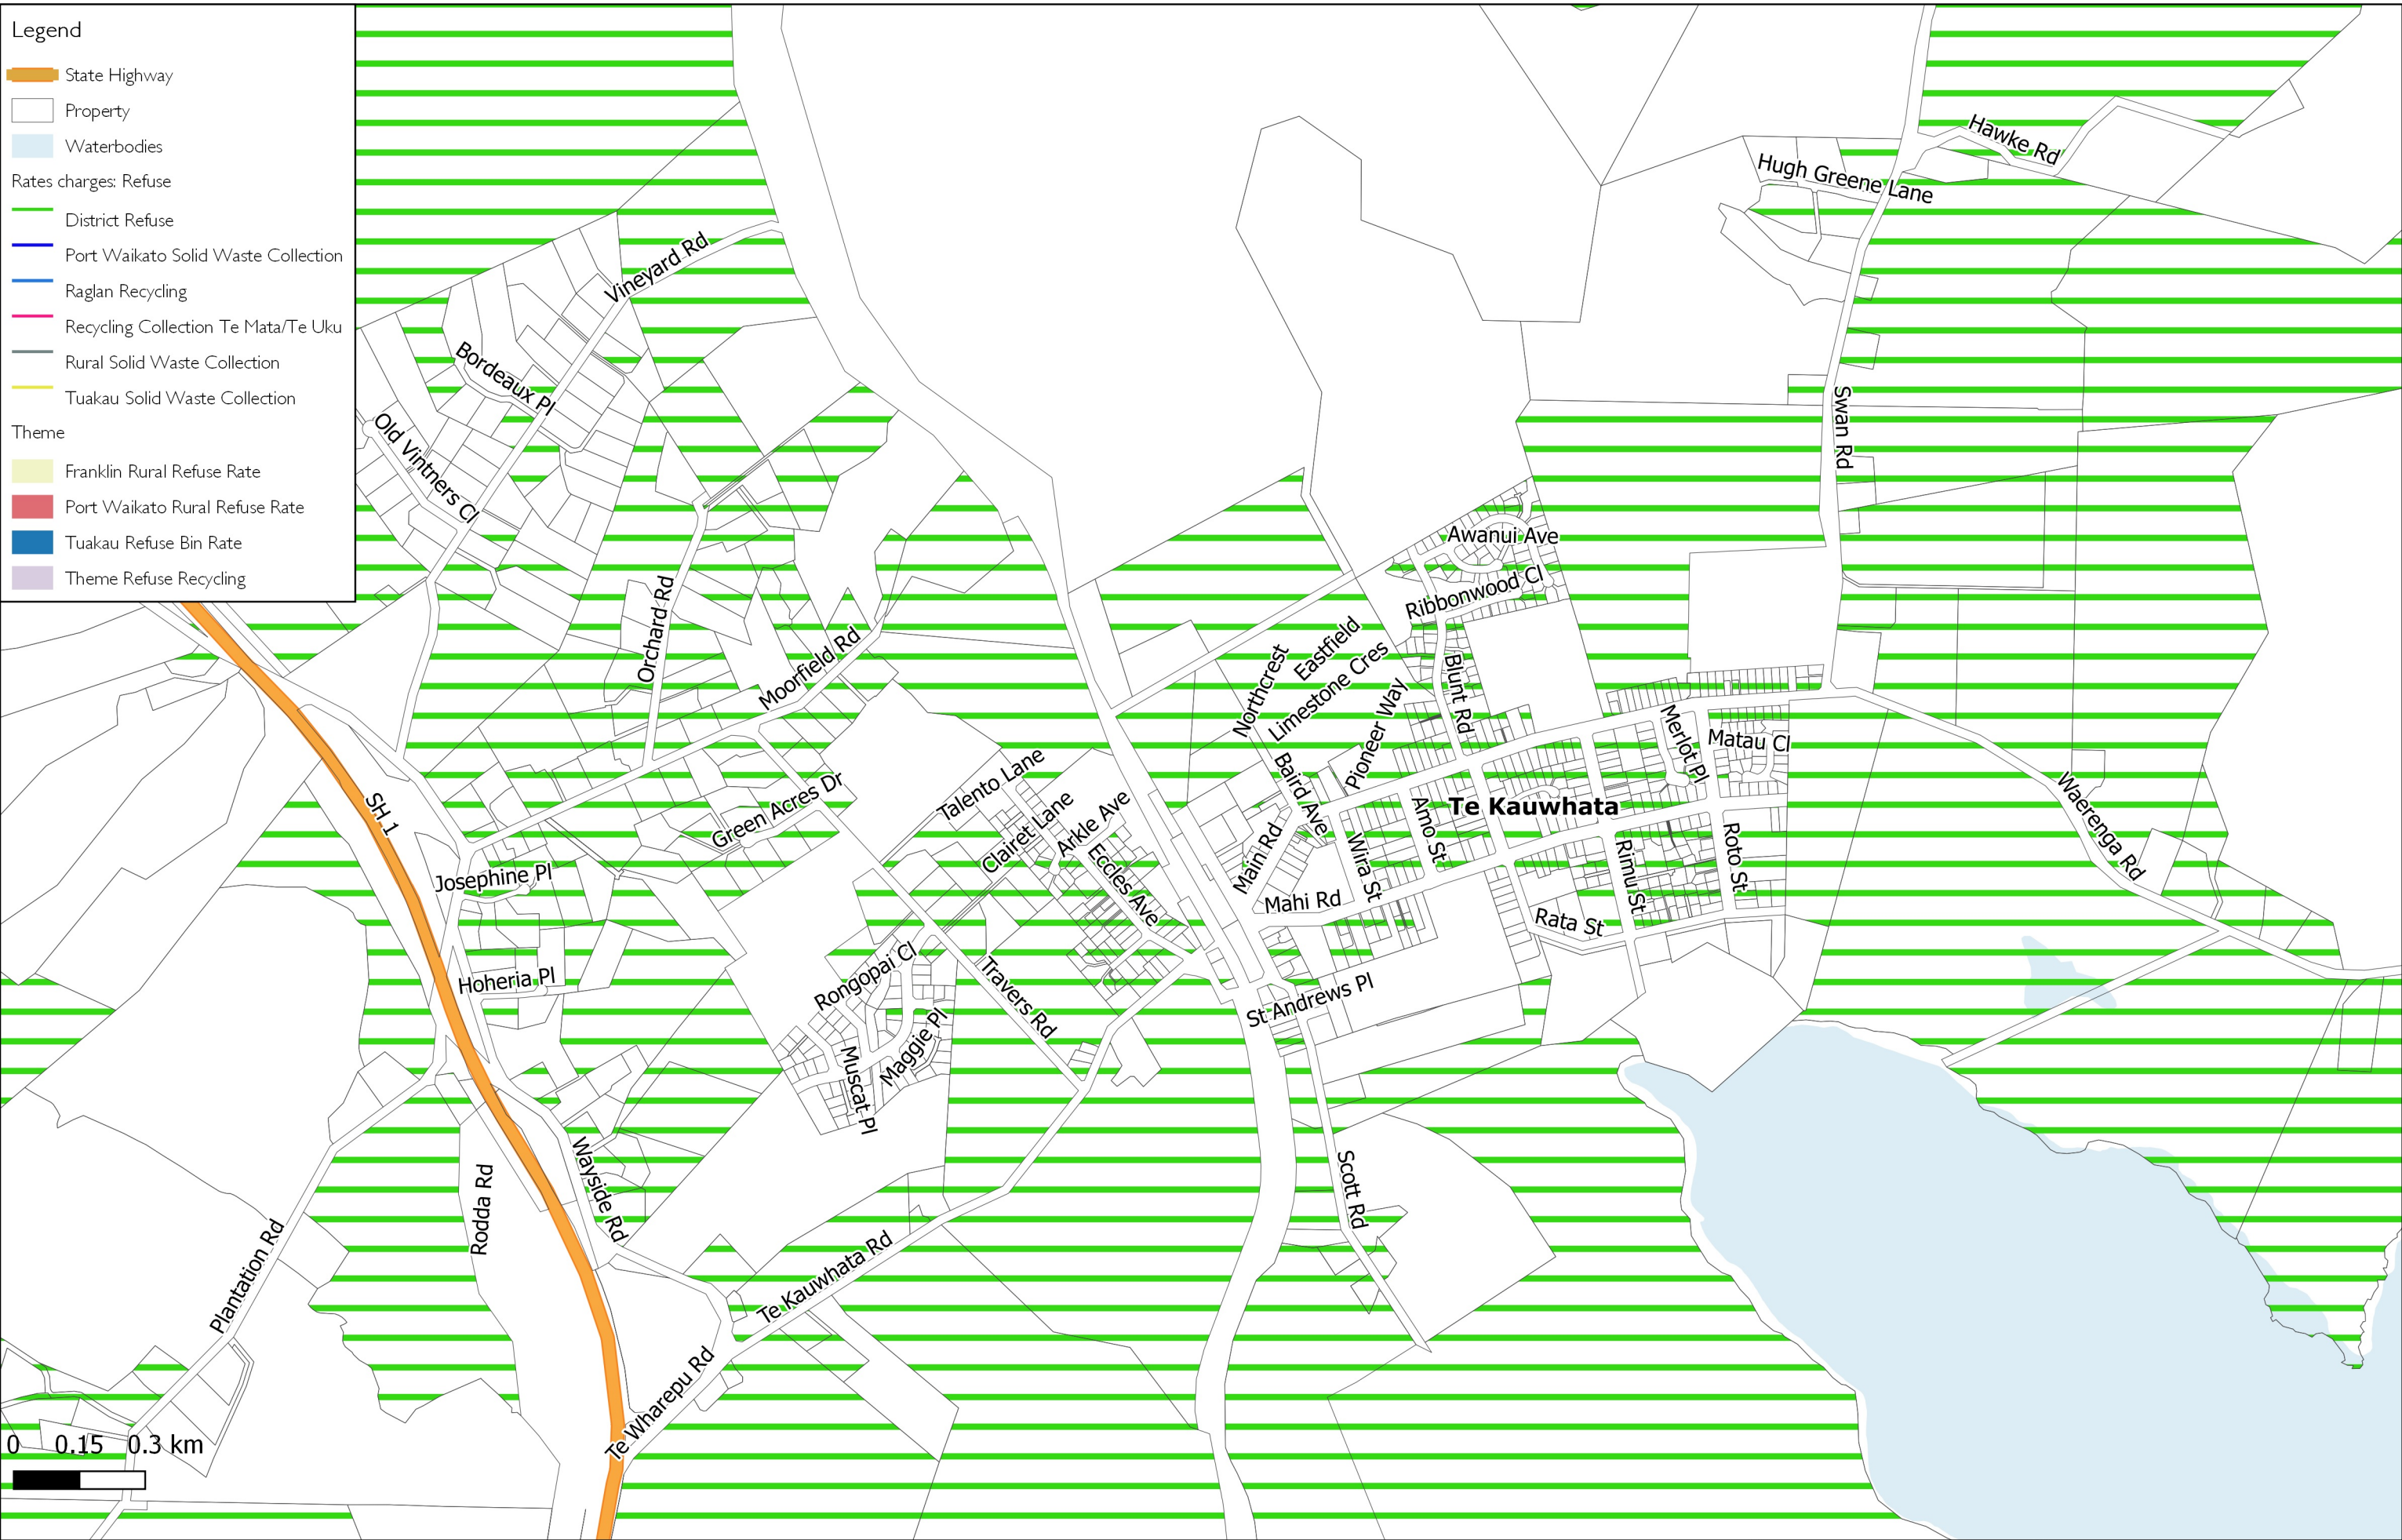 Legend
State Highway
Property
Waterbodies
Rates charges: Refuse
District Refuse
Port Waikato Solid Waste Collection
Raglan Recycling
Recycling Collection Te Mata/Te Uku
Rural Solid Waste Collection
Tuakau Solid Waste Collection
Theme
Franklin Rural Refuse Rate
Port Waikato Rural Refuse Rate
Tuakau Refuse Bin Rate
Theme Refuse Recycling
Hawke Rd
Hugh Greene Lane
Vineyard Rd
Bordeaux Pl
Old Vintners Cl
Swan Rd
Awanui Ave
Ribbonwood Cl
Orchard Rd
Moorfield Rd
Northcrest
Eastfield
Limestone Cres
Pioneer Way
Blunt Rd
Merlot Pl
Matau Cl
Baird Ave
Te Kauwhata
Talento Lane
Green Acres Dr
Clairet Lane
Arkle Ave
Eccles Ave
Main Rd
Wira St
Amo St
Rimu St
Roto St
Waerenga Rd
SH 1
Josephine Pl
Mahi Rd
Rata St
Hoheria Pl
Rongopai Cl
Travers Rd
St Andrews Pl
Maggie Pl
Muscat Pl
Wayside Rd
Rodda Rd
Scott Rd
Plantation Rd
Te Kauwhata Rd
Te Wharepu Rd
0 0.15 0.3 km